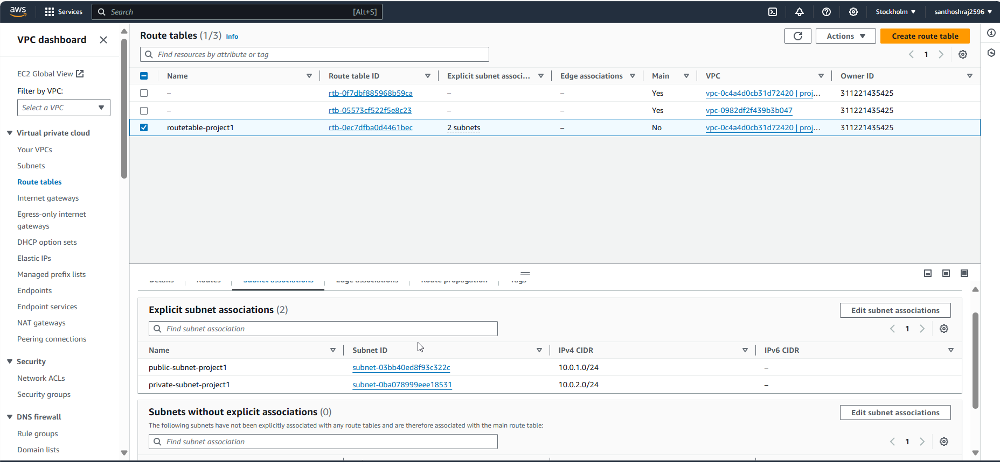 aws Services Search [Alt+S] Stockholm santhoshraj2596
VPC dashboard
EC2 Global View
Filter by VPC:
Select a VPC
Virtual private cloud
Your VPCs
Subnets
Route tables
Internet gateways
Egress-only internet
gateways
DHCP option sets
Elastic IPs
Managed prefix lists
Endpoints
Endpoint services
NAT gateways
Peering connections
Security
Network ACLs
Security groups
DNS firewall
Rule groups
Domain lists
Route tables (1/3) Info
Actions Create route table
Find resources by attribute or tag 1
Name Route table ID Explicit subnet associ... Edge associations Main VPC Owner ID
– rtb-0f7dbf885968b59ca – – Yes vpc-0c4a4d0cb31d72420 | proj... 311221435425
– rtb-05573cf522f5e8c23 – – Yes vpc-0982df2f439b3b047 311221435425
routetable-project1 rtb-0ec7dfba0d4461bec 2 subnets – No vpc-0c4a4d0cb31d72420 | proj... 311221435425
Details Routes Subnet associations Edge associations Route propagation Tags
Explicit subnet associations (2) Edit subnet associations
Find subnet association 1
Name Subnet ID IPv4 CIDR IPv6 CIDR
public-subnet-project1 subnet-03bb40ed8f93c322c 10.0.1.0/24 –
private-subnet-project1 subnet-0ba078999eee18531 10.0.2.0/24 –
Subnets without explicit associations (0) Edit subnet associations
The following subnets have not been explicitly associated with any route tables and are therefore associated with the main route table:
Find subnet association 1